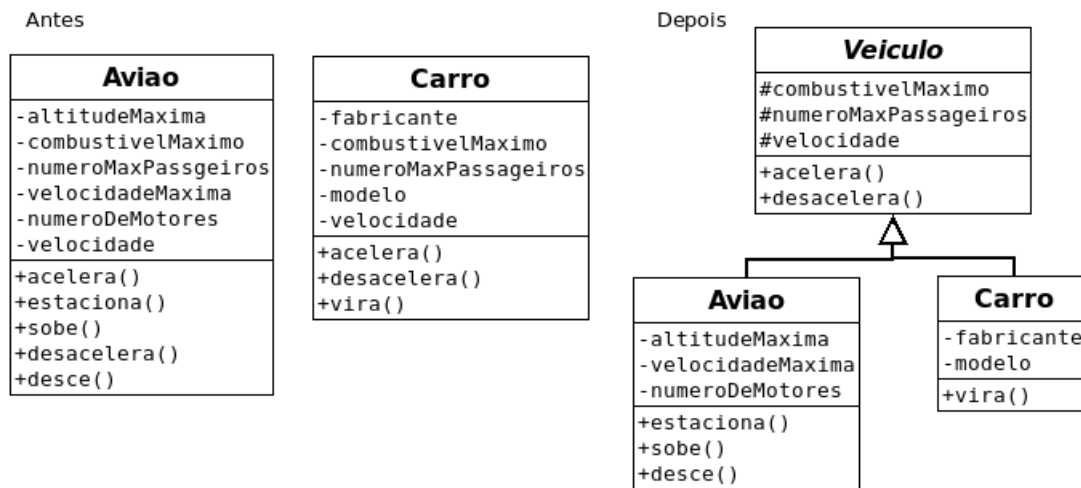 Antes
Aviao
-altitudeMaxima
-combustivelMaximo
-numeroMaxPassgeiros
-velocidadeMaxima
-numeroDeMotores
-velocidade
+acelera()
+estaciona()
+sobe()
+desacelera()
+desce()
Carro
-fabricante
-combustivelMaximo
-numeroMaxPassageiros
-modelo
-velocidade
+acelera()
+desacelera()
+vira()
Depois
Veiculo
#combustivelMaximo
#numeroMaxPassageiros
#velocidade
+acelera()
+desacelera()
Aviao
-altitudeMaxima
-velocidadeMaxima
-numeroDeMotores
+estaciona()
+sobe()
+desce()
Carro
-fabricante
-modelo
+vira()